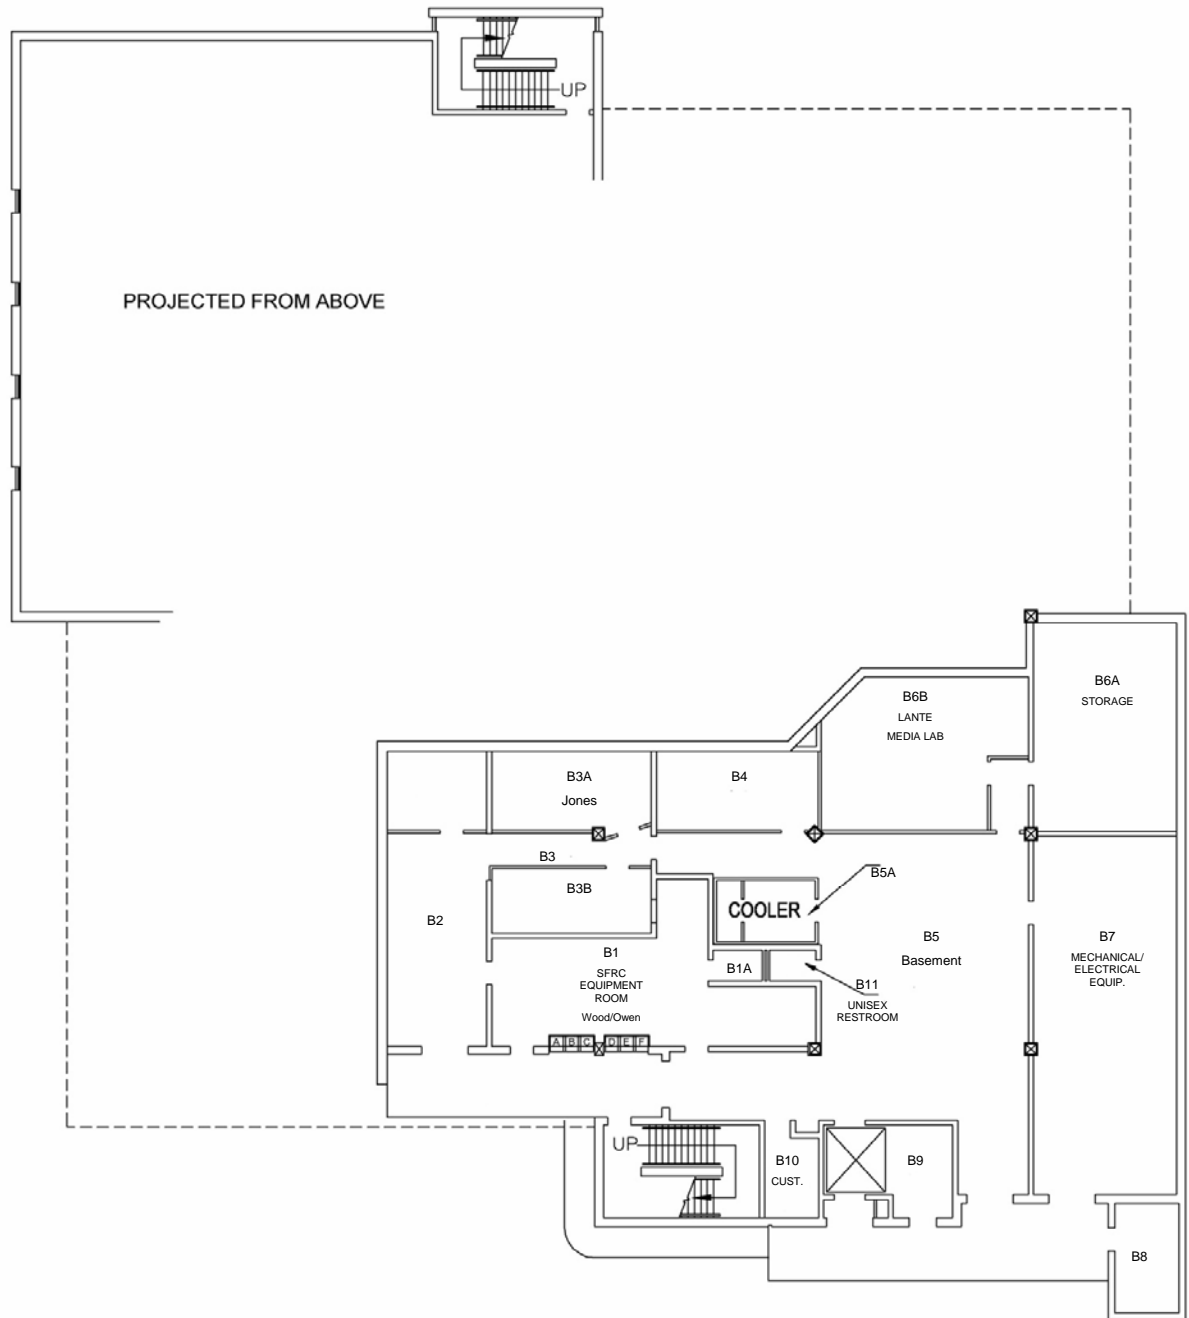 UP
PROJECTED FROM ABOVE
B6A
STORAGE
B6B
LANTE
MEDIA LAB
B3A
Jones
B4
B3
B3B
B5A
COOLER
B2
B5
Basement
B7
MECHANICAL/
ELECTRICAL
EQUIP.
B1
SFRC
EQUIPMENT
ROOM
Wood/Owen
B1A
B11
UNISEX
RESTROOM
A B C D E F
UP
B10
CUST.
B9
B8